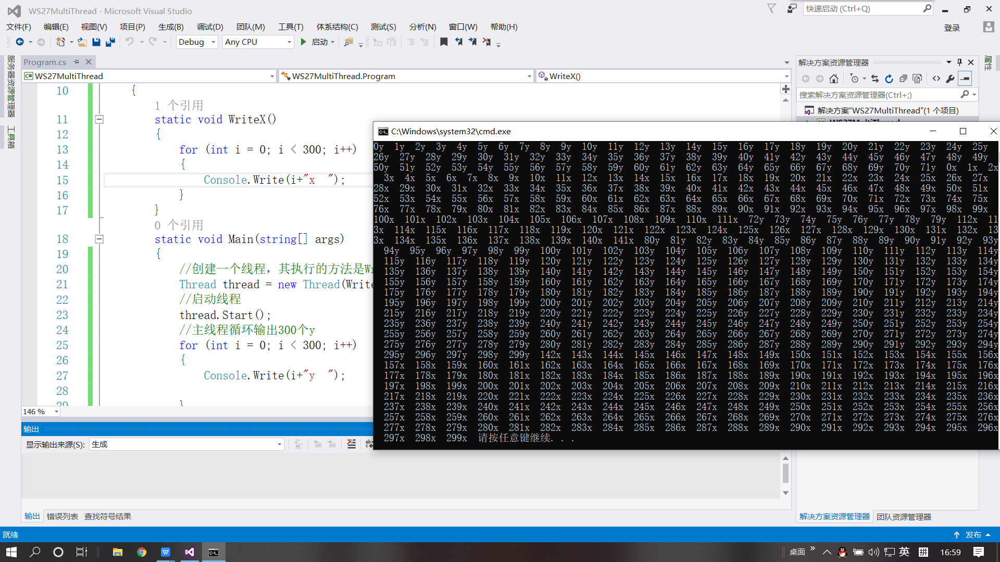 WS27MultiThread - Microsoft Visual Studio
快速启动 (Ctrl+Q)
文件(F) 编辑(E) 视图(V) 项目(P) 生成(B) 调试(D) 团队(M) 工具(T) 体系结构(C) 测试(S) 分析(N) 窗口(W) 帮助(H)
登录
Debug Any CPU 启动
服务器资源管理器
工具箱
Program.cs
WS27MultiThread WS27MultiThread.Program WriteX()
10 {
1 个引用
11 static void WriteX()
12 {
13 for (int i = 0; i < 300; i++)
14 {
15 Console.Write(i+"x  ");
16 }
17 }
0 个引用
18 static void Main(string[] args)
19 {
20 //创建一个线程，其执行的方法是Wr
21 Thread thread = new Thread(Write
22 //启动线程
23 thread.Start();
24 //主线程循环输出300个y
25 for (int i = 0; i < 300; i++)
26 {
27 Console.Write(i+"y  ");
28
29 }
146 %
输出
显示输出来源(S): 生成
输出 错误列表 查找符号结果
解决方案资源管理器
属性
搜索解决方案资源管理器(Ctrl+;)
解决方案"WS27MultiThread"(1 个项目)
WS27MultiThread
C:\Windows\system32\cmd.exe
0y 1y 2y 3y 4y 5y 6y 7y 8y 9y 10y 11y 12y 13y 14y 15y 16y 17y 18y 19y 20y 21y 22y 23y 24y 25y
26y 27y 28y 29y 30y 31y 32y 33y 34y 35y 36y 37y 38y 39y 40y 41y 42y 43y 44y 45y 46y 47y 48y 49y
50y 51y 52y 53y 54y 55y 56y 57y 58y 59y 60y 61y 62y 63y 64y 65y 66y 67y 68y 69y 70y 71y 0x 1x 2x
3x 4x 5x 6x 7x 8x 9x 10x 11x 12x 13x 14x 15x 16x 17x 18x 19x 20x 21x 22x 23x 24x 25x 26x 27x
28x 29x 30x 31x 32x 33x 34x 35x 36x 37x 38x 39x 40x 41x 42x 43x 44x 45x 46x 47x 48x 49x 50x 51x
52x 53x 54x 55x 56x 57x 58x 59x 60x 61x 62x 63x 64x 65x 66x 67x 68x 69x 70x 71x 72x 73x 74x 75x
76x 77x 78x 79x 80x 81x 82x 83x 84x 85x 86x 87x 88x 89x 90x 91x 92x 93x 94x 95x 96x 97x 98x 99x
100x 101x 102x 103x 104x 105x 106x 107x 108x 109x 110x 111x 72y 73y 74y 75y 76y 77y 78y 79y 112x 11
3x 114x 115x 116x 117x 118x 119x 120x 121x 122x 123x 124x 125x 126x 127x 128x 129x 130x 131x 132x 13
3x 134x 135x 136x 137x 138x 139x 140x 141x 80y 81y 82y 83y 84y 85y 86y 87y 88y 89y 90y 91y 92y 93y
94y 95y 96y 97y 98y 99y 100y 101y 102y 103y 104y 105y 106y 107y 108y 109y 110y 111y 112y 113y 114y
115y 116y 117y 118y 119y 120y 121y 122y 123y 124y 125y 126y 127y 128y 129y 130y 131y 132y 133y 134y
135y 136y 137y 138y 139y 140y 141y 142y 143y 144y 145y 146y 147y 148y 149y 150y 151y 152y 153y 154y
155y 156y 157y 158y 159y 160y 161y 162y 163y 164y 165y 166y 167y 168y 169y 170y 171y 172y 173y 174y
175y 176y 177y 178y 179y 180y 181y 182y 183y 184y 185y 186y 187y 188y 189y 190y 191y 192y 193y 194y
195y 196y 197y 198y 199y 200y 201y 202y 203y 204y 205y 206y 207y 208y 209y 210y 211y 212y 213y 214y
215y 216y 217y 218y 219y 220y 221y 222y 223y 224y 225y 226y 227y 228y 229y 230y 231y 232y 233y 234y
235y 236y 237y 238y 239y 240y 241y 242y 243y 244y 245y 246y 247y 248y 249y 250y 251y 252y 253y 254y
255y 256y 257y 258y 259y 260y 261y 262y 263y 264y 265y 266y 267y 268y 269y 270y 271y 272y 273y 274y
275y 276y 277y 278y 279y 280y 281y 282y 283y 284y 285y 286y 287y 288y 289y 290y 291y 292y 293y 294y
295y 296y 297y 298y 299y 142x 143x 144x 145x 146x 147x 148x 149x 150x 151x 152x 153x 154x 155x 156x
157x 158x 159x 160x 161x 162x 163x 164x 165x 166x 167x 168x 169x 170x 171x 172x 173x 174x 175x 176x
177x 178x 179x 180x 181x 182x 183x 184x 185x 186x 187x 188x 189x 190x 191x 192x 193x 194x 195x 196x
197x 198x 199x 200x 201x 202x 203x 204x 205x 206x 207x 208x 209x 210x 211x 212x 213x 214x 215x 216x
217x 218x 219x 220x 221x 222x 223x 224x 225x 226x 227x 228x 229x 230x 231x 232x 233x 234x 235x 236x
237x 238x 239x 240x 241x 242x 243x 244x 245x 246x 247x 248x 249x 250x 251x 252x 253x 254x 255x 256x
257x 258x 259x 260x 261x 262x 263x 264x 265x 266x 267x 268x 269x 270x 271x 272x 273x 274x 275x 276x
277x 278x 279x 280x 281x 282x 283x 284x 285x 286x 287x 288x 289x 290x 291x 292x 293x 294x 295x 296x
297x 298x 299x 请按任意键继续. . .
解决方案资源管理器 团队资源管理器
就绪
发布
桌面 英 拼 16:59